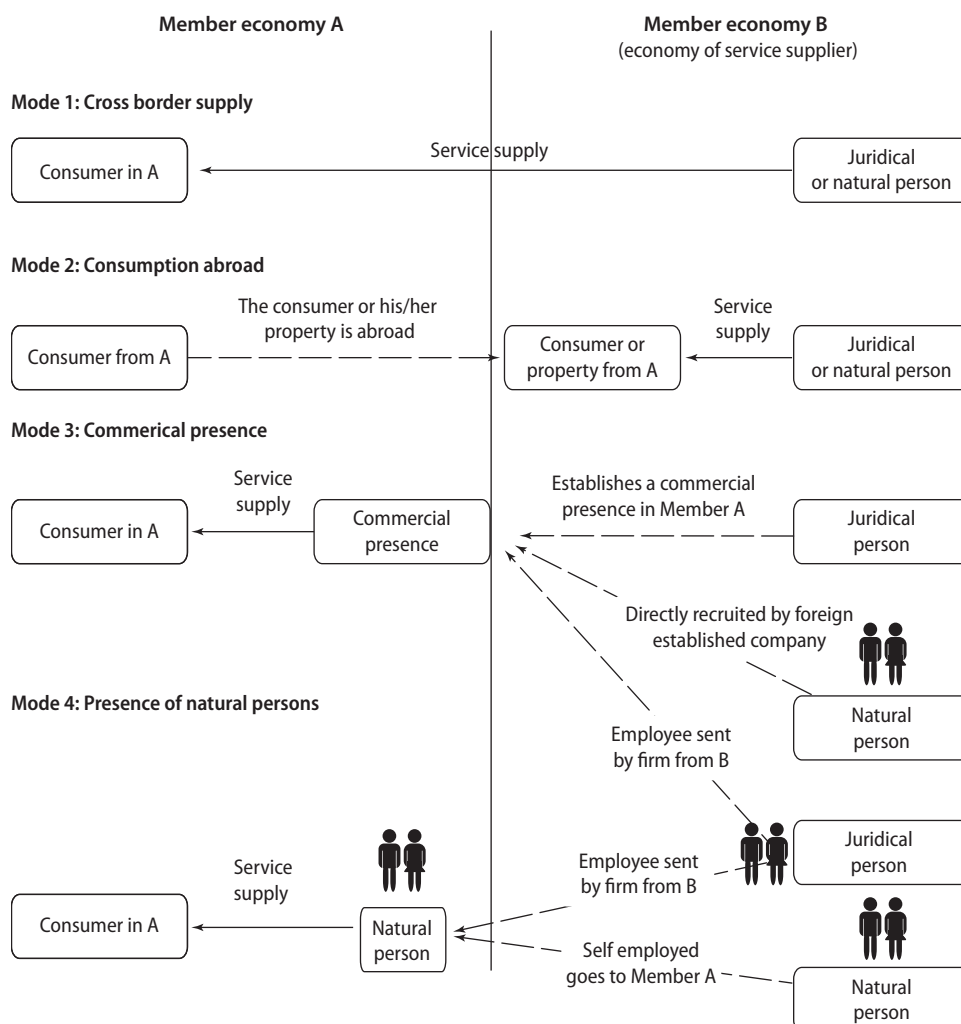 Member economy A
Member economy B
(economy of service supplier)
Mode 1: Cross border supply
Consumer in A
Service supply
Juridical
or natural person
Mode 2: Consumption abroad
Consumer from A
The consumer or his/her
property is abroad
Consumer or
property from A
Service
supply
Juridical
or natural person
Mode 3: Commerical presence
Consumer in A
Service
supply
Commercial
presence
Establishes a commercial
presence in Member A
Juridical
person
Directly recruited by foreign
established company
Natural
person
Mode 4: Presence of natural persons
Employee sent
by firm from B
Juridical
person
Consumer in A
Service
supply
Natural
person
Employee sent
by firm from B
Self employed
goes to Member A
Natural
person